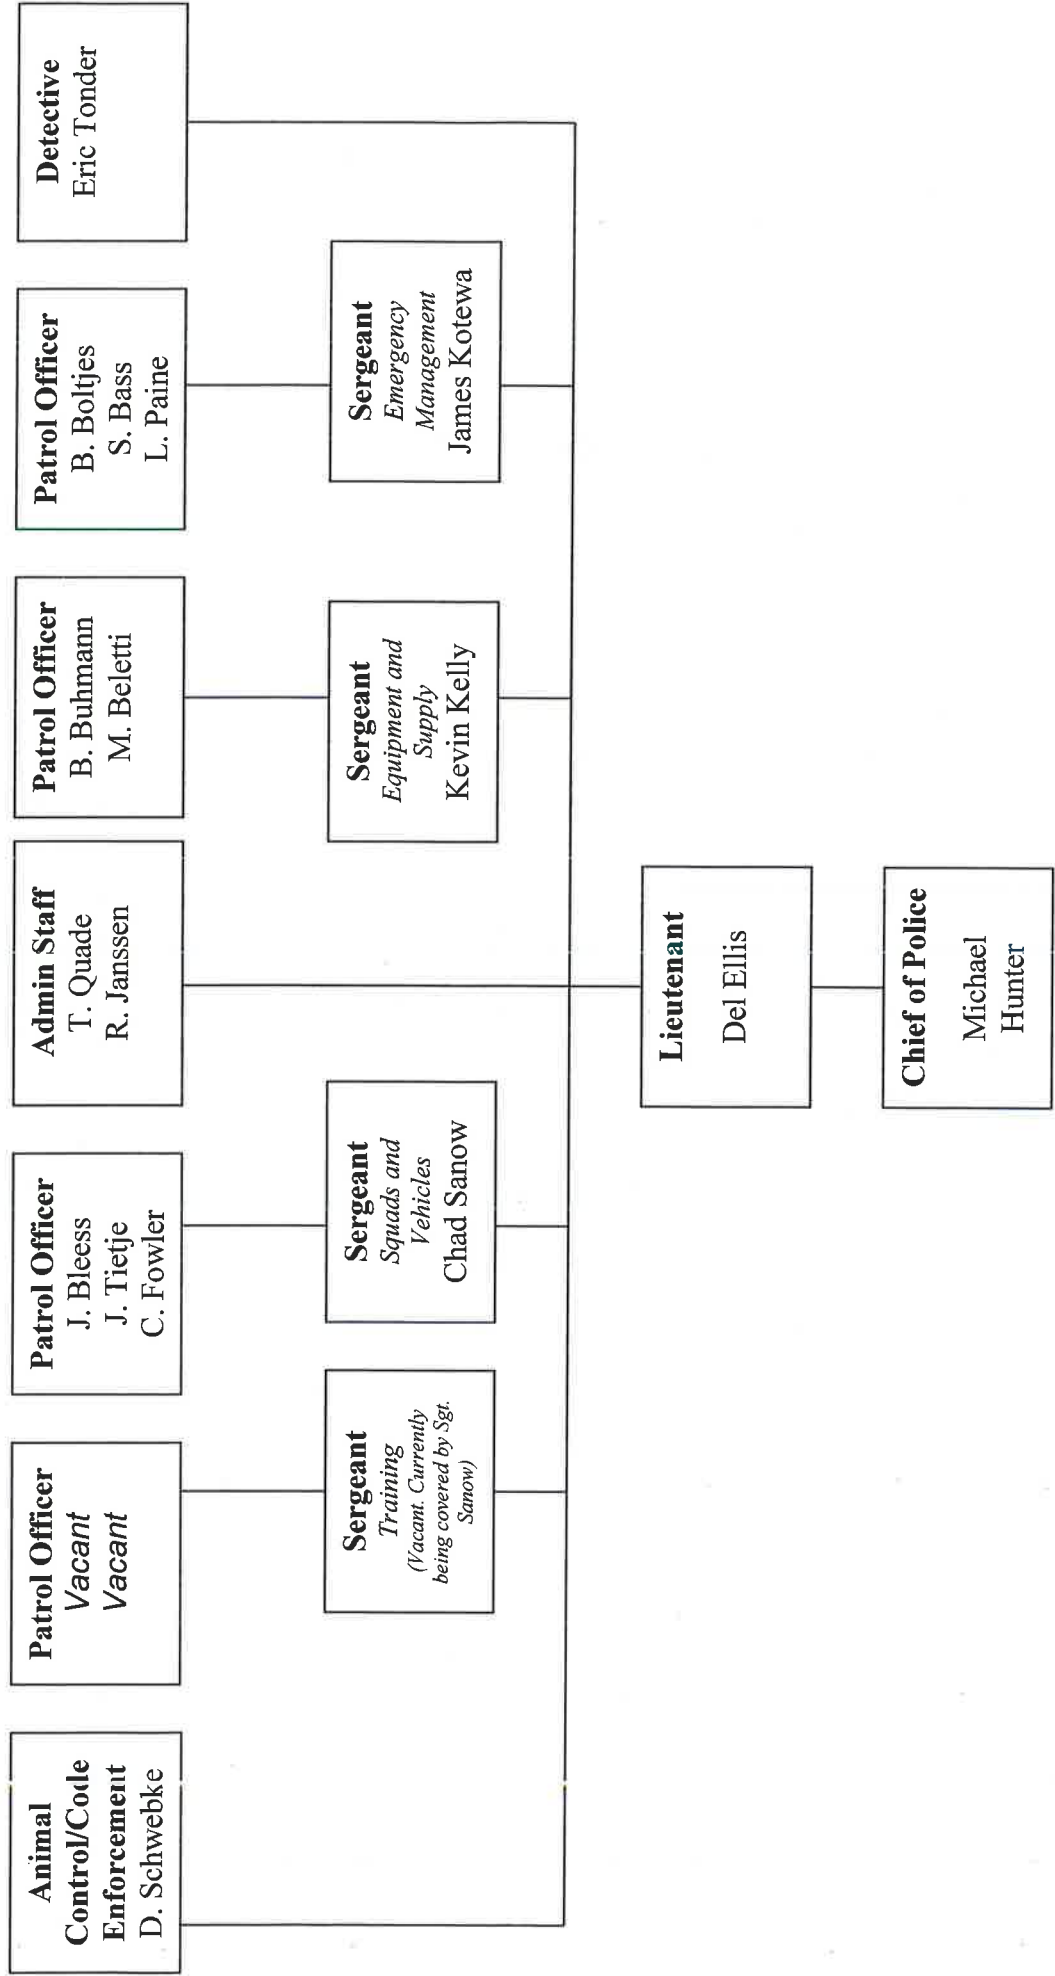 Animal
Control/Code
Enforcement
D. Schwebke
Patrol Officer
Vacant
Vacant
Patrol Officer
J. Bleess
J. Tietje
C. Fowler
Admin Staff
T. Quade
R. Janssen
Patrol Officer
B. Buhmann
M. Beletti
Patrol Officer
B. Boltjes
S. Bass
L. Paine
Detective
Eric Tonder
Sergeant
Training
(Vacant. Currently
being covered by Sgt.
Sanow)
Sergeant
Squads and
Vehicles
Chad Sanow
Sergeant
Equipment and
Supply
Kevin Kelly
Sergeant
Emergency
Management
James Kotewa
Lieutenant
Del Ellis
Chief of Police
Michael
Hunter